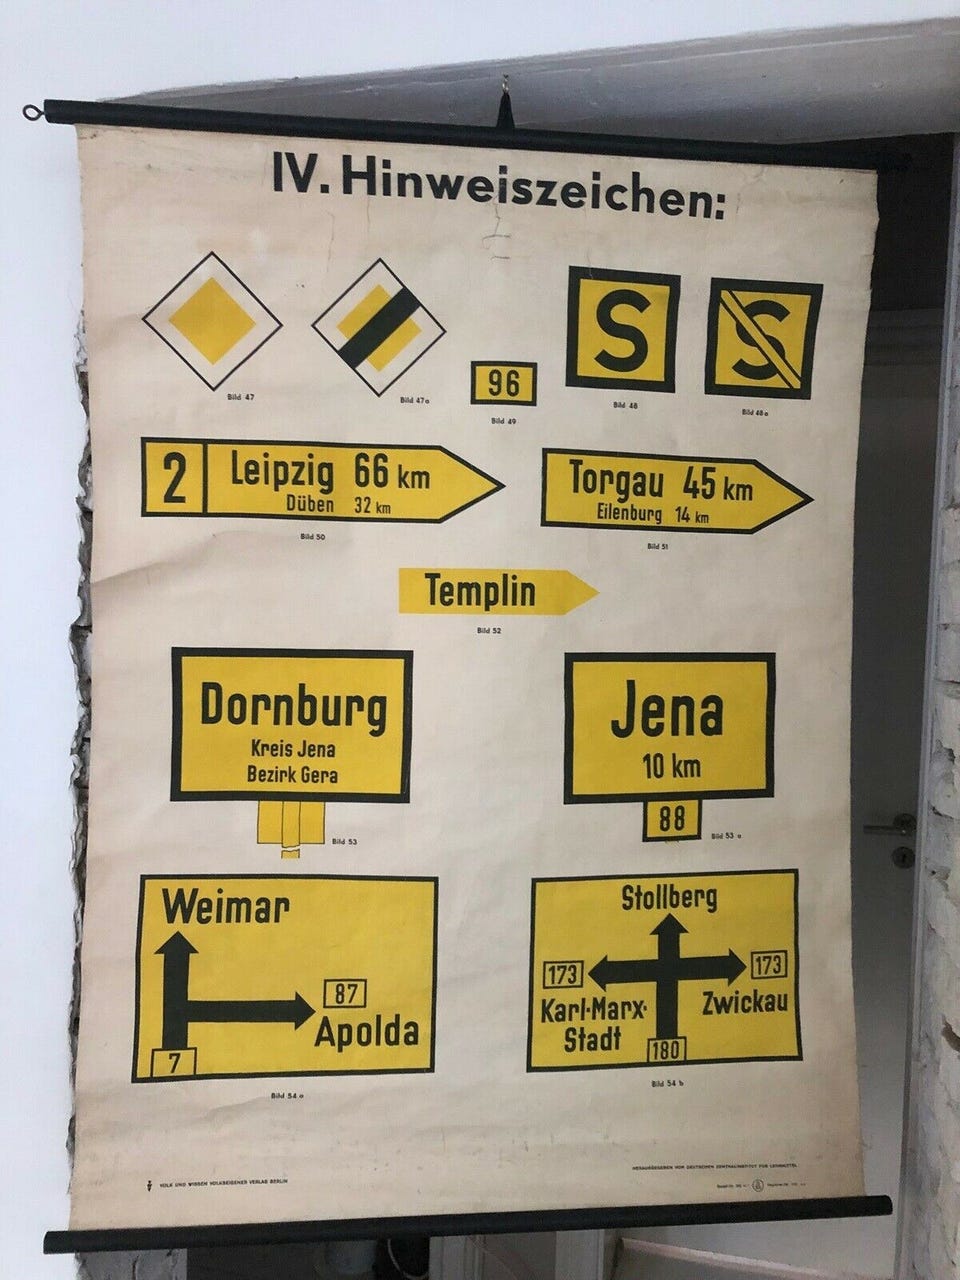 IV. Hinweiszeichen:
S
S
96
Bild 47
Bild 47a
Bild 49
Bild 48
Bild 48a
2
Leipzig 66 km
Düben 32 km
Bild 50
Torgau 45 km
Eilenburg 14 km
Bild 51
Templin
Bild 52
Dornburg
Kreis Jena
Bezirk Gera
Bild 53
Jena
10 km
88
Bild 53 a
Weimar
87
Apolda
7
Bild 54 a
Stollberg
173
173
Karl-Marx-
Stadt
Zwickau
180
Bild 54 b
VOLK UND WISSEN VOLKSEIGENER VERLAG BERLIN
HERAUSGEGEBEN VOM DEUTSCHEN ZENTRALINSTITUT FÜR LEHRMITTEL